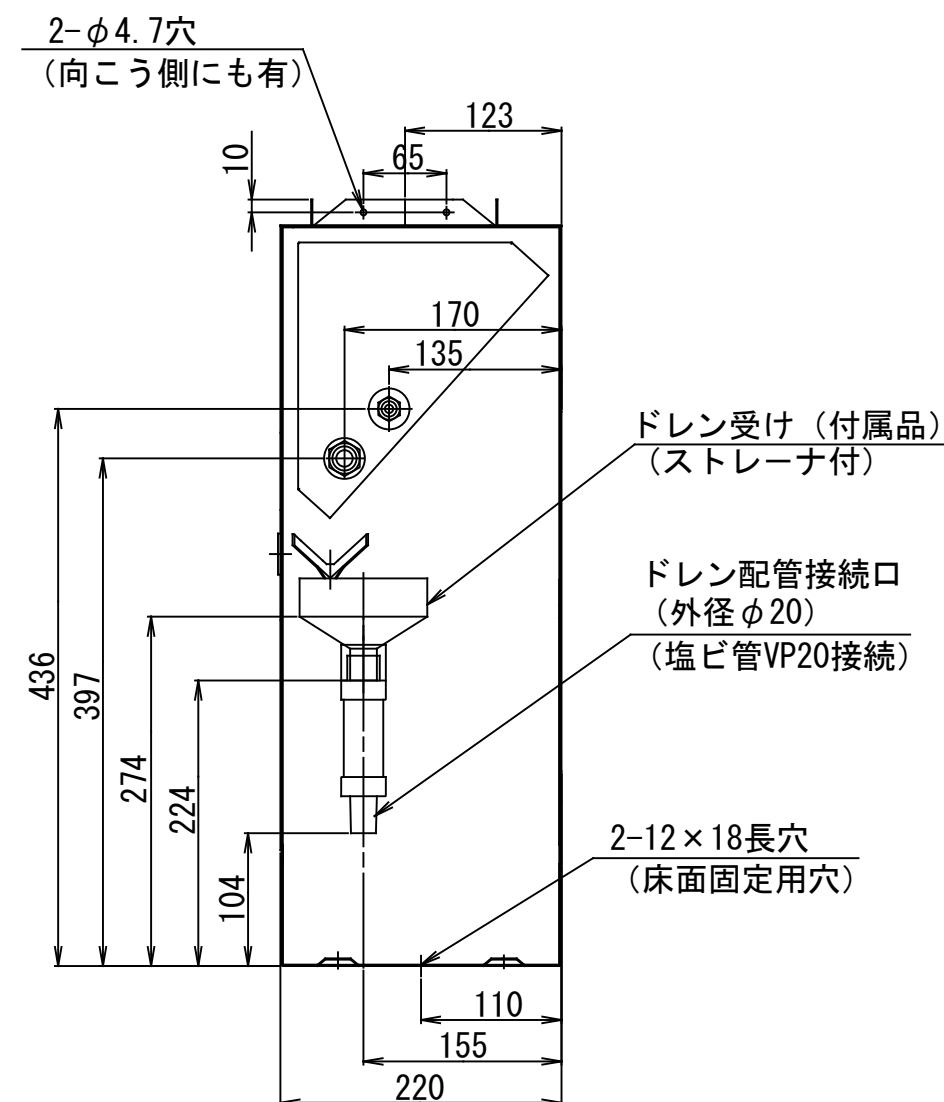 2-φ4.7穴
(向こう側にも有)
123
10
65
170
135
ドレン受け (付属品)
(ストレーナ付)
ドレン配管接続口
(外径φ20)
(塩ビ管VP20接続)
436
397
274
224
104
2-12×18長穴
(床面固定用穴)
110
155
220